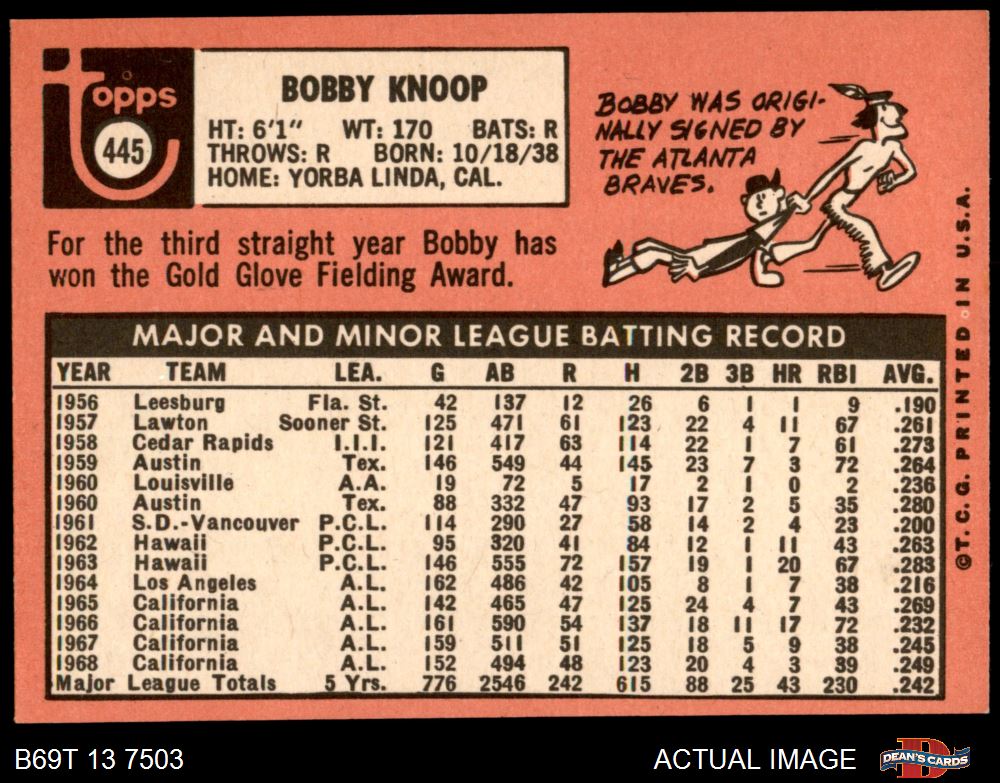 topps
445
BOBBY KNOOP
HT: 6'1" WT: 170 BATS: R
THROWS: R BORN: 10/18/38
HOME: YORBA LINDA, CAL.
BOBBY WAS ORIGI-
NALLY SIGNED BY
THE ATLANTA
BRAVES.
For the third straight year Bobby has
won the Gold Glove Fielding Award.
MAJOR AND MINOR LEAGUE BATTING RECORD
YEAR TEAM LEA. G AB R H 2B 3B HR RBI AVG.
1956 Leesburg Fla. St. 42 137 12 26 6 1 1 9 .190
1957 Lawton Sooner St. 125 471 61 123 22 4 11 67 .261
1958 Cedar Rapids I.I.I. 121 417 63 114 22 1 7 61 .273
1959 Austin Tex. 146 549 44 145 23 7 3 72 .264
1960 Louisville A.A. 19 72 5 17 2 1 0 2 .236
1960 Austin Tex. 88 332 47 93 17 2 5 35 .280
1961 S.D.-Vancouver P.C.L. 114 290 27 58 14 2 4 23 .200
1962 Hawaii P.C.L. 95 320 41 84 12 1 11 43 .263
1963 Hawaii P.C.L. 146 555 72 157 19 1 20 67 .283
1964 Los Angeles A.L. 162 486 42 105 8 1 7 38 .216
1965 California A.L. 142 465 47 125 24 4 7 43 .269
1966 California A.L. 161 590 54 137 18 11 17 72 .232
1967 California A.L. 159 511 51 125 18 5 9 38 .245
1968 California A.L. 152 494 48 123 20 4 3 39 .249
Major League Totals 5 Yrs. 776 2546 242 615 88 25 43 230 .242
©T.C.G. PRINTED IN U.S.A.
B69T 13 7503
ACTUAL IMAGE
D
DEAN'S CARDS